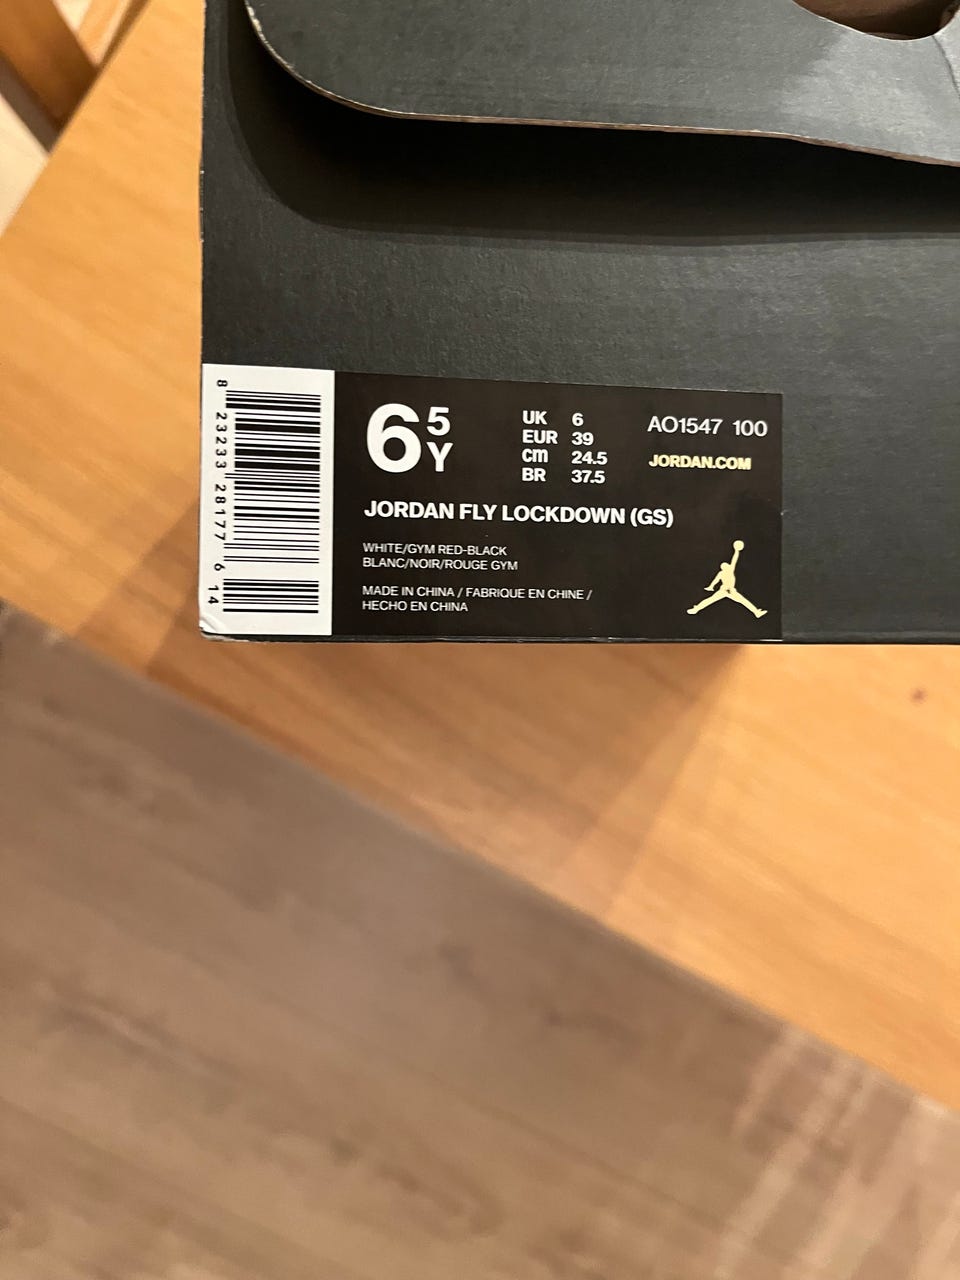 8 23233 28177 6 14
6 5Y
UK 6
EUR 39
cm 24.5
BR 37.5
AO1547 100
JORDAN.COM
JORDAN FLY LOCKDOWN (GS)
WHITE/GYM RED-BLACK
BLANC/NOIR/ROUGE GYM
MADE IN CHINA / FABRIQUE EN CHINE /
HECHO EN CHINA